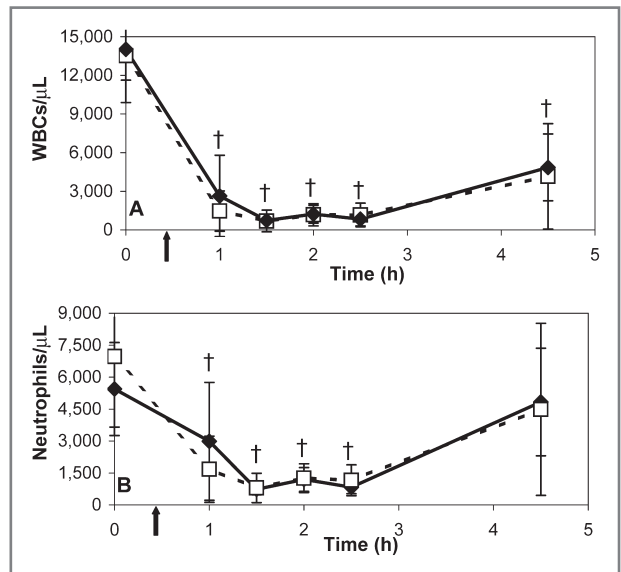 15,000
12,000
9,000
6,000
3,000
0
WBCs/µL
A
† † † † †
0 1 2 3 4 5
Time (h)
9,000
7,500
6,000
4,500
3,000
1,500
0
Neutrophils/µL
B
† † † †
0 1 2 3 4 5
Time (h)